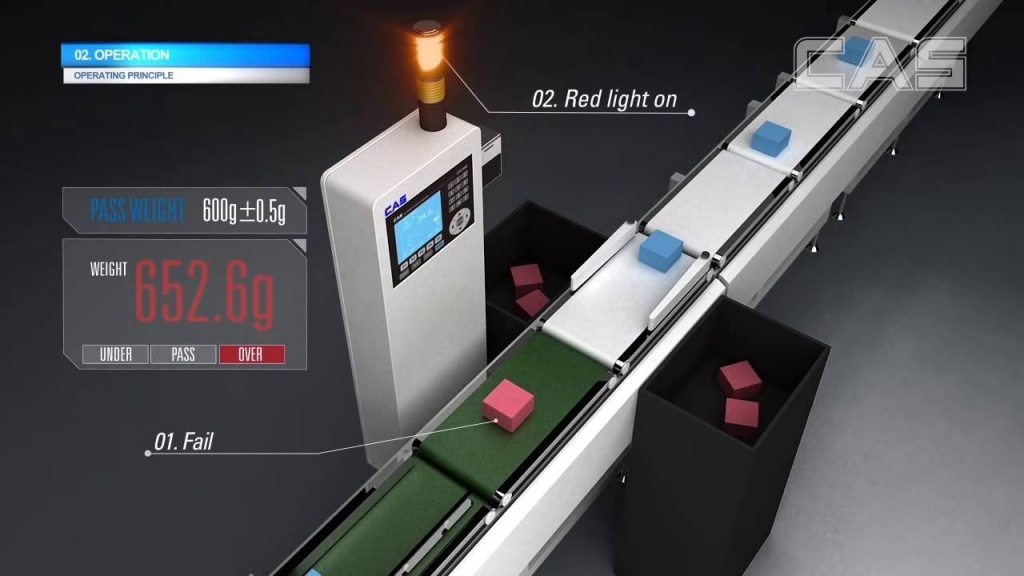 02. OPERATION
OPERATING PRINCIPLE
CAS
02. Red light on
PASS WEIGHT 600g±0.5g
CAS
WEIGHT 652.6g
UNDER PASS OVER
01. Fail